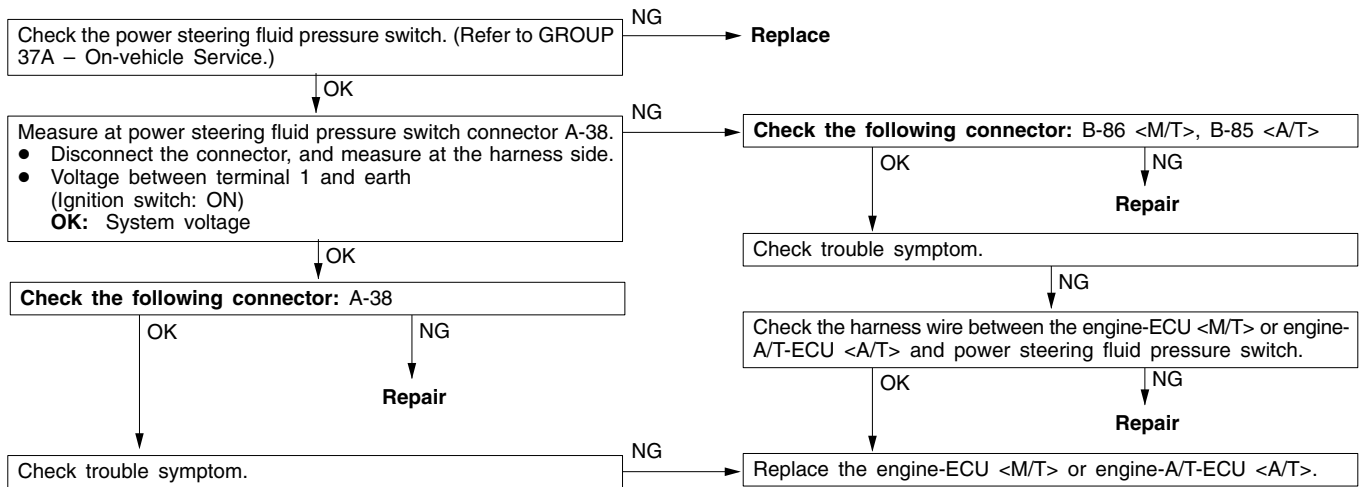 Check the power steering fluid pressure switch. (Refer to GROUP
37A – On-vehicle Service.)
NG
Replace
OK
Measure at power steering fluid pressure switch connector A-38.
● Disconnect the connector, and measure at the harness side.
● Voltage between terminal 1 and earth
(Ignition switch: ON)
OK: System voltage
NG
OK
Check the following connector: A-38
OK
NG
Repair
Check trouble symptom.
NG
Check the following connector: B-86 <M/T>, B-85 <A/T>
OK
NG
Repair
Check trouble symptom.
NG
Check the harness wire between the engine-ECU <M/T> or engine-
A/T-ECU <A/T> and power steering fluid pressure switch.
OK
NG
Repair
Replace the engine-ECU <M/T> or engine-A/T-ECU <A/T>.